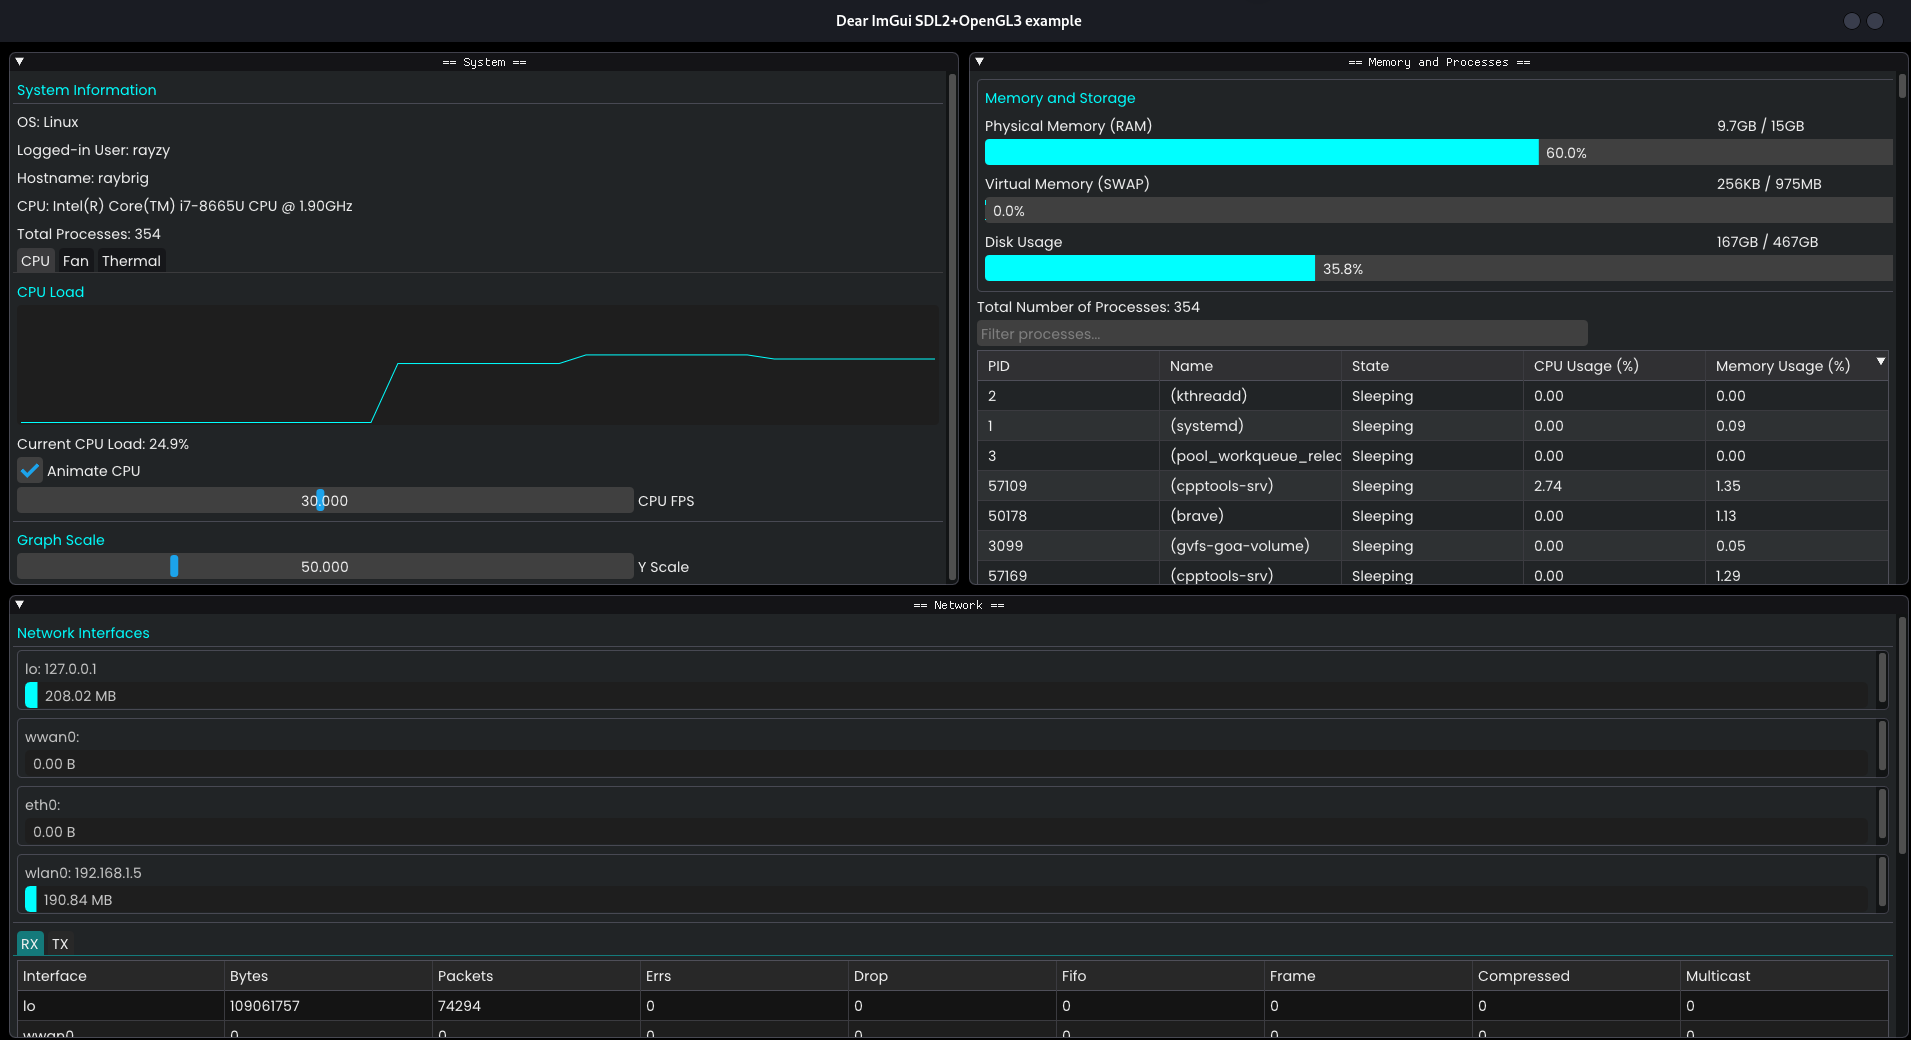 Dear ImGui SDL2+OpenGL3 example
== System ==
System Information
OS: Linux
Logged-in User: rayzy
Hostname: raybrig
CPU: Intel(R) Core(TM) i7-8665U CPU @ 1.90GHz
Total Processes: 354
CPU Fan Thermal
CPU Load
Current CPU Load: 24.9%
Animate CPU
30.000 CPU FPS
Graph Scale
50.000 Y Scale
== Memory and Processes ==
Memory and Storage
Physical Memory (RAM) 9.7GB / 15GB
60.0%
Virtual Memory (SWAP) 256KB / 975MB
0.0%
Disk Usage 167GB / 467GB
35.8%
Total Number of Processes: 354
Filter processes...
PID Name State CPU Usage (%) Memory Usage (%)
2 (kthreadd) Sleeping 0.00 0.00
1 (systemd) Sleeping 0.00 0.09
3 (pool_workqueue_relec Sleeping 0.00 0.00
57109 (cpptools-srv) Sleeping 2.74 1.35
50178 (brave) Sleeping 0.00 1.13
3099 (gvfs-goa-volume) Sleeping 0.00 0.05
57169 (cpptools-srv) Sleeping 0.00 1.29
== Network ==
Network Interfaces
lo: 127.0.0.1
208.02 MB
wwan0:
0.00 B
eth0:
0.00 B
wlan0: 192.168.1.5
190.84 MB
RX TX
Interface Bytes Packets Errs Drop Fifo Frame Compressed Multicast
lo 109061757 74294 0 0 0 0 0 0
wwan0 0 0 0 0 0 0 0 0